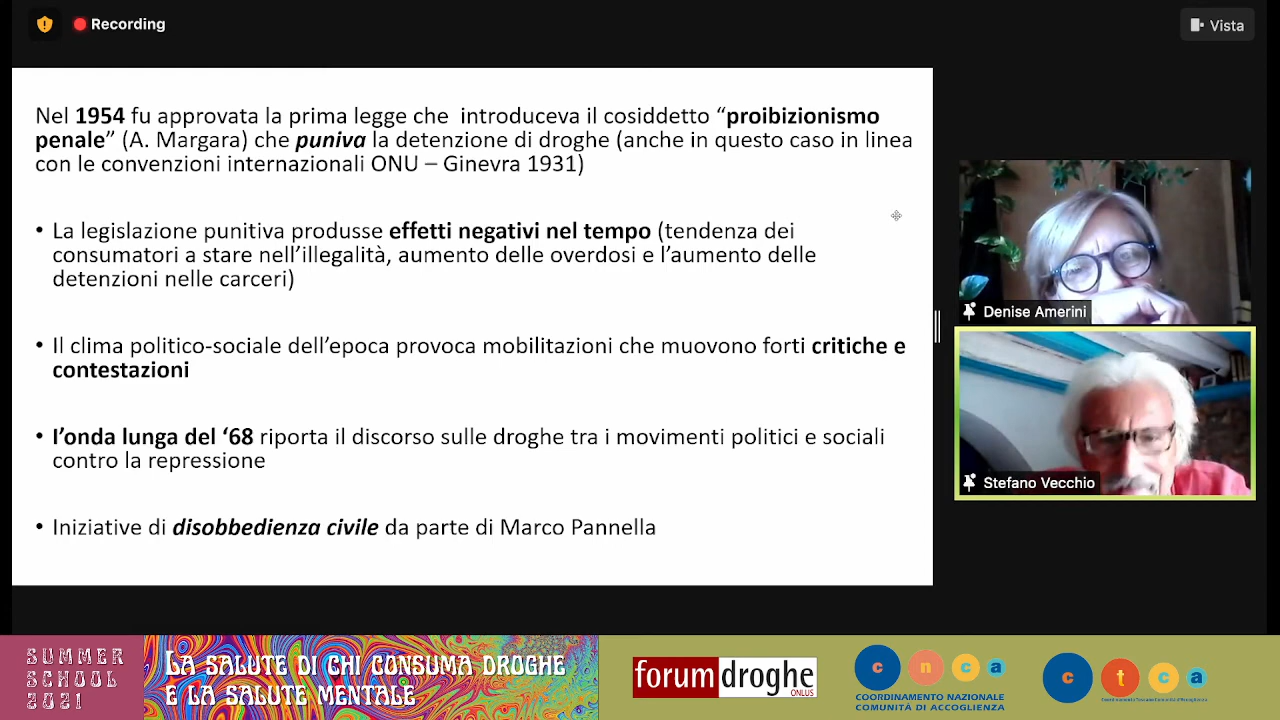 Recording
Vista
Nel 1954 fu approvata la prima legge che  introduceva il cosiddetto “proibizionismo
penale” (A. Margara) che puniva la detenzione di droghe (anche in questo caso in linea
con le convenzioni internazionali ONU – Ginevra 1931)
• La legislazione punitiva produsse effetti negativi nel tempo (tendenza dei
consumatori a stare nell’illegalità, aumento delle overdosi e l’aumento delle
detenzioni nelle carceri)
• Il clima politico-sociale dell’epoca provoca mobilitazioni che muovono forti critiche e
contestazioni
• l’onda lunga del ‘68 riporta il discorso sulle droghe tra i movimenti politici e sociali
contro la repressione
• Iniziative di disobbedienza civile da parte di Marco Pannella
Denise Amerini
Stefano Vecchio
SUMMER
SCHOOL
2021
LA SALUTE DI CHI CONSUMA DROGHE
E LA SALUTE MENTALE
forumdroghe
ONLUS
c n c a
COORDINAMENTO NAZIONALE
COMUNITÀ DI ACCOGLIENZA
c t c a